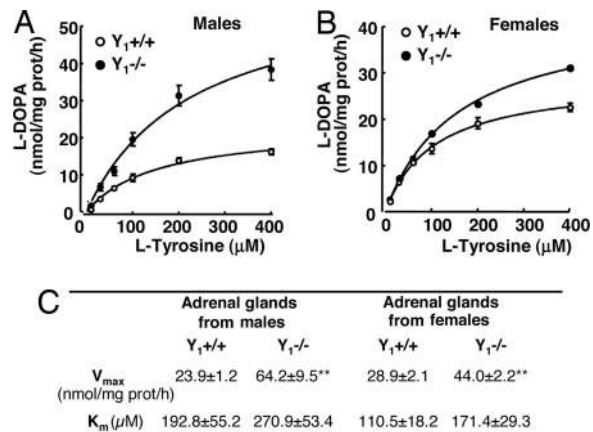 A
Males
Y1+/+
Y1-/-
L-DOPA
(nmol/mg prot/h)
50
40
30
20
10
0
0 100 200 300 400
L-Tyrosine (μM)
B
Females
Y1+/+
Y1-/-
L-DOPA
(nmol/mg prot/h)
40
30
20
10
0
0 100 200 300 400
L-Tyrosine (μM)
C
Adrenal glands from males
Adrenal glands from females
Y1+/+ Y1-/- Y1+/+ Y1-/-
Vmax (nmol/mg prot/h) 23.9±1.2 64.2±9.5** 28.9±2.1 44.0±2.2**
Km (μM) 192.8±55.2 270.9±53.4 110.5±18.2 171.4±29.3